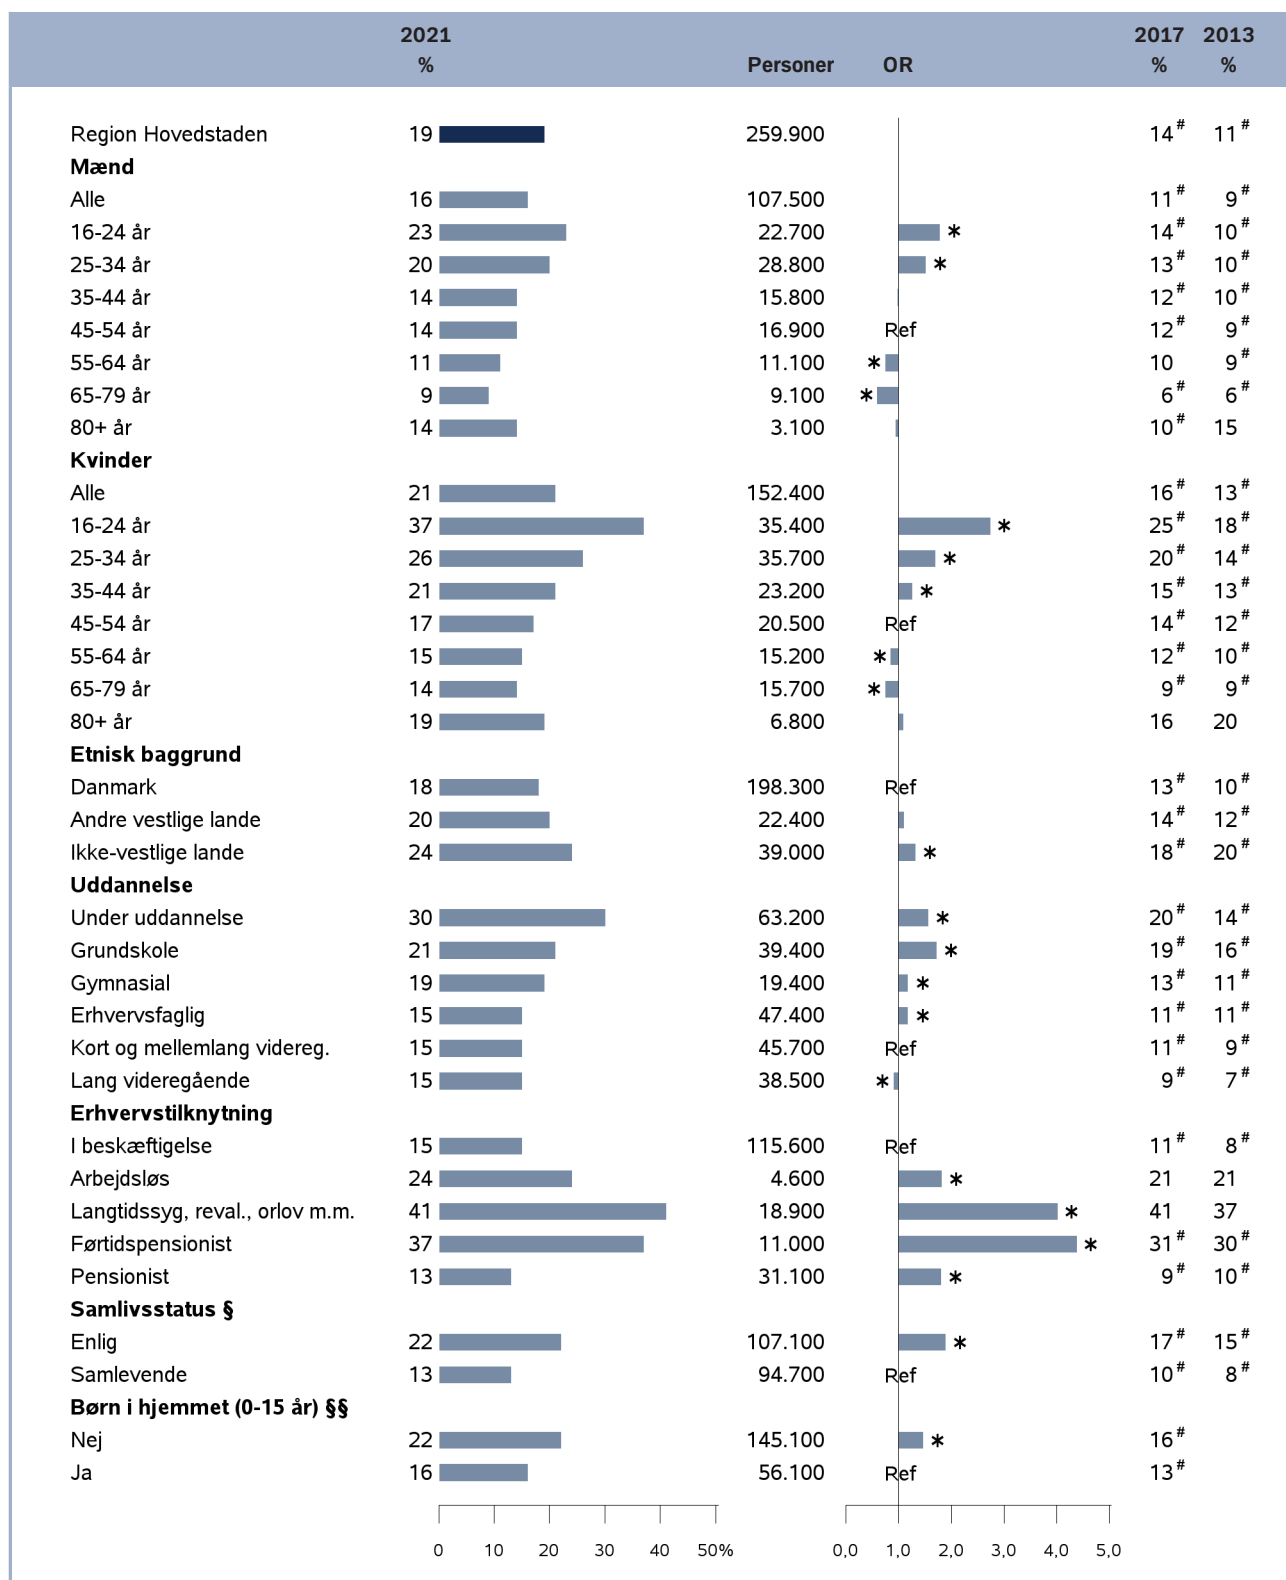 2021 2017 2013
% Personer OR % %
Region Hovedstaden 19 259.900 14# 11#
Mænd
Alle 16 107.500 11# 9#
16-24 år 23 22.700 * 14# 10#
25-34 år 20 28.800 * 13# 10#
35-44 år 14 15.800 12# 10#
45-54 år 14 16.900 Ref 12# 9#
55-64 år 11 11.100 * 10 9#
65-79 år 9 9.100 * 6# 6#
80+ år 14 3.100 10# 15
Kvinder
Alle 21 152.400 16# 13#
16-24 år 37 35.400 * 25# 18#
25-34 år 26 35.700 * 20# 14#
35-44 år 21 23.200 * 15# 13#
45-54 år 17 20.500 Ref 14# 12#
55-64 år 15 15.200 * 12# 10#
65-79 år 14 15.700 * 9# 9#
80+ år 19 6.800 16 20
Etnisk baggrund
Danmark 18 198.300 Ref 13# 10#
Andre vestlige lande 20 22.400 14# 12#
Ikke-vestlige lande 24 39.000 * 18# 20#
Uddannelse
Under uddannelse 30 63.200 * 20# 14#
Grundskole 21 39.400 * 19# 16#
Gymnasial 19 19.400 * 13# 11#
Erhvervsfaglig 15 47.400 * 11# 11#
Kort og mellemlang videreg. 15 45.700 Ref 11# 9#
Lang videregående 15 38.500 * 9# 7#
Erhvervstilknytning
I beskæftigelse 15 115.600 Ref 11# 8#
Arbejdsløs 24 4.600 * 21 21
Langtidssyg, reval., orlov m.m. 41 18.900 * 41 37
Førtidspensionist 37 11.000 * 31# 30#
Pensionist 13 31.100 * 9# 10#
Samlivsstatus §
Enlig 22 107.100 * 17# 15#
Samlevende 13 94.700 Ref 10# 8#
Børn i hjemmet (0-15 år) §§
Nej 22 145.100 * 16#
Ja 16 56.100 Ref 13#
0 10 20 30 40 50% 0,0 1,0 2,0 3,0 4,0 5,0